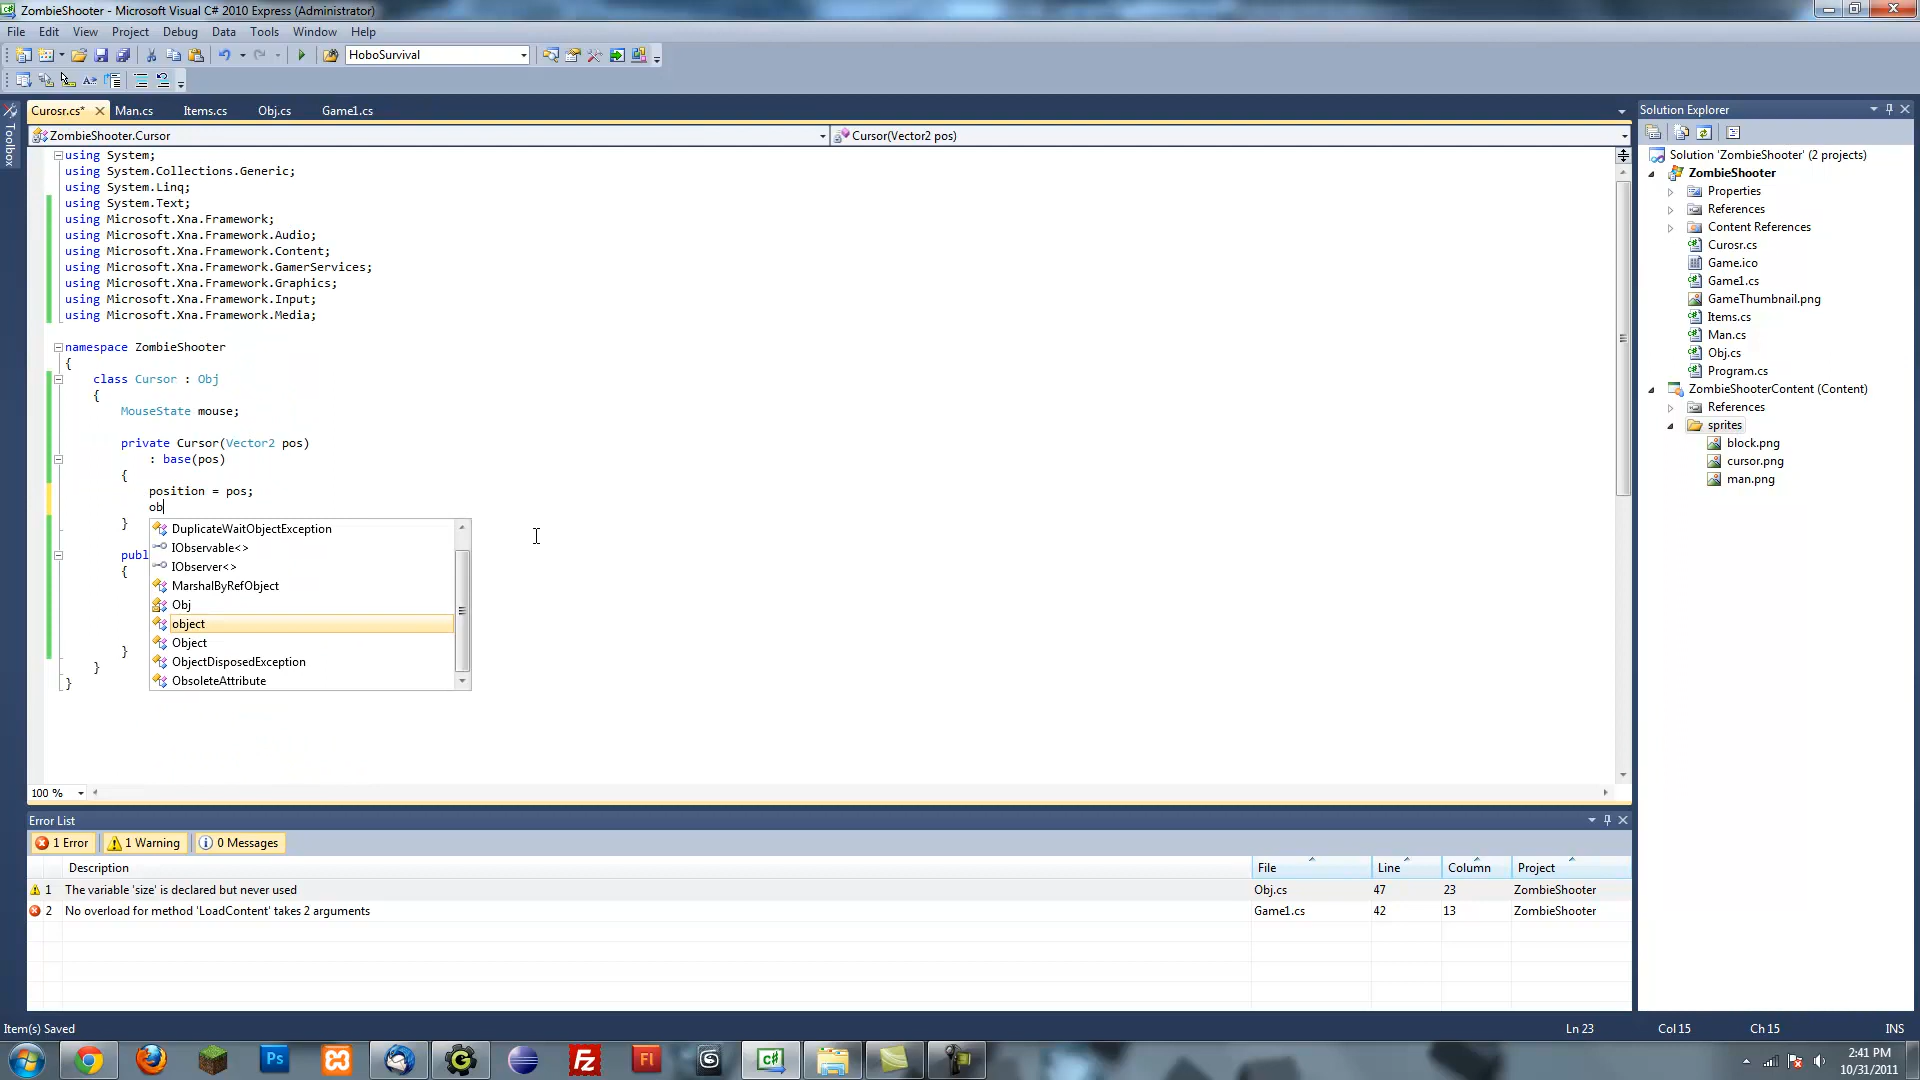 ZombieShooter - Microsoft Visual C# 2010 Express (Administrator)
File Edit View Project Debug Data Tools Window Help
HoboSurvival
Curosr.cs* Man.cs Items.cs Obj.cs Game1.cs
Solution Explorer
Toolbox
ZombieShooter.Cursor
Cursor(Vector2 pos)
using System;
using System.Collections.Generic;
using System.Linq;
using System.Text;
using Microsoft.Xna.Framework;
using Microsoft.Xna.Framework.Audio;
using Microsoft.Xna.Framework.Content;
using Microsoft.Xna.Framework.GamerServices;
using Microsoft.Xna.Framework.Graphics;
using Microsoft.Xna.Framework.Input;
using Microsoft.Xna.Framework.Media;
namespace ZombieShooter
{
class Cursor : Obj
{
MouseState mouse;
private Cursor(Vector2 pos)
: base(pos)
{
position = pos;
ob
}
publ
{
}
}
}
DuplicateWaitObjectException
IObservable<>
IObserver<>
MarshalByRefObject
Obj
object
Object
ObjectDisposedException
ObsoleteAttribute
100 %
Solution 'ZombieShooter' (2 projects)
ZombieShooter
Properties
References
Content References
Curosr.cs
Game.ico
Game1.cs
GameThumbnail.png
Items.cs
Man.cs
Obj.cs
Program.cs
ZombieShooterContent (Content)
References
sprites
block.png
cursor.png
man.png
Error List
1 Error 1 Warning 0 Messages
Description File Line Column Project
1 The variable 'size' is declared but never used Obj.cs 47 23 ZombieShooter
2 No overload for method 'LoadContent' takes 2 arguments Game1.cs 42 13 ZombieShooter
Item(s) Saved Ln 23 Col 15 Ch 15 INS
Ps Fz Fl C#
2:41 PM
10/31/2011